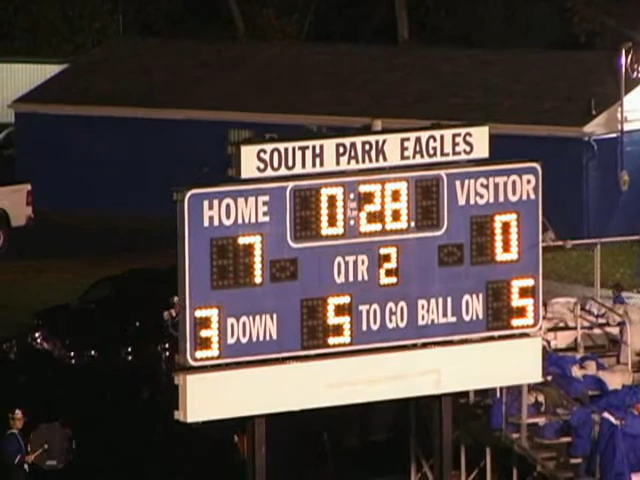 SOUTH PARK EAGLES
HOME 0:28. VISITOR
7 QTR 2 0
3 DOWN 5 TO GO BALL ON 5